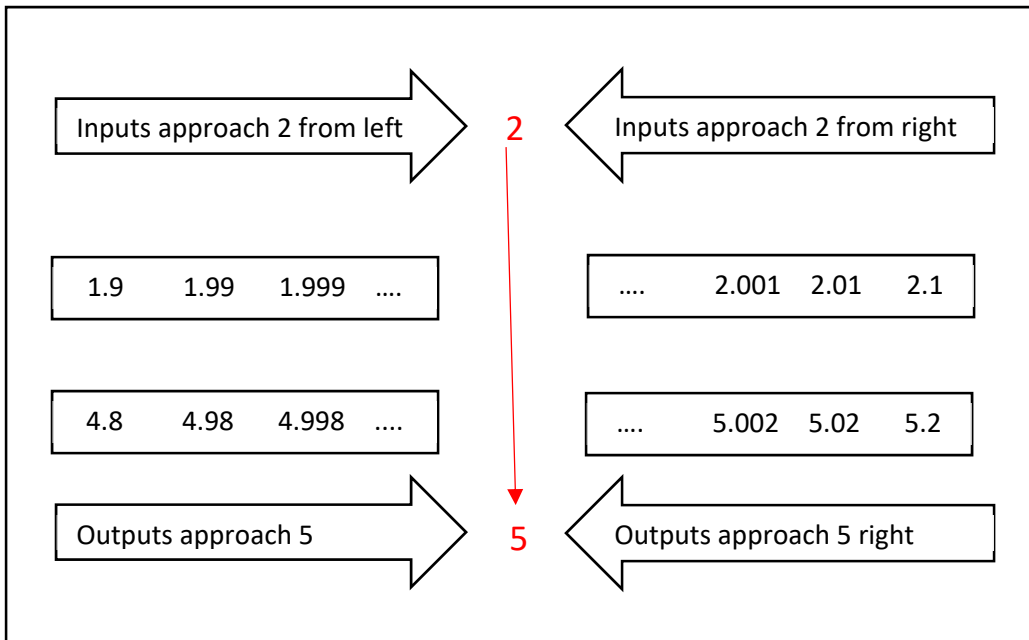 Inputs approach 2 from left
2
Inputs approach 2 from right
1.9 1.99 1.999 ....
.... 2.001 2.01 2.1
4.8 4.98 4.998 ....
.... 5.002 5.02 5.2
Outputs approach 5
5
Outputs approach 5 right